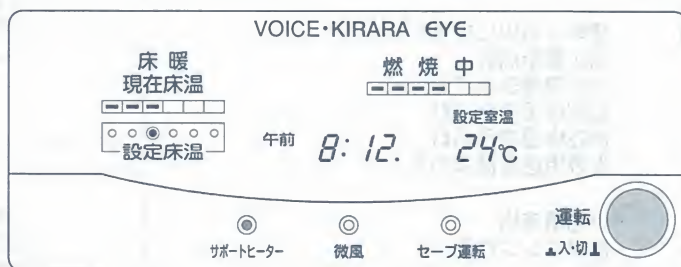 VOICE・KIRARA EYE
床暖
現在床温
設定床温
燃焼中
設定室温
午前 8:12. 24℃
サポートヒーター
微風
セーブ運転
運転
入・切